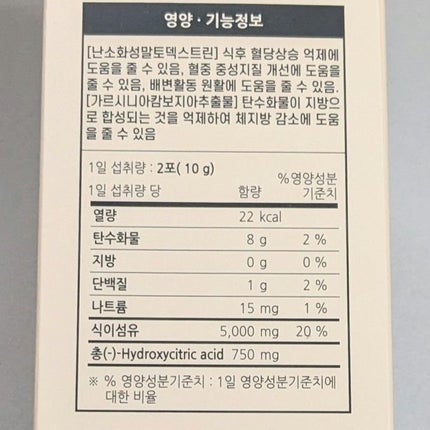 영양 · 기능정보
[난소화성말토덱스트린] 식후 혈당상승 억제에
도움을 줄 수 있음, 혈중 중성지질 개선에 도움을
줄 수 있음, 배변활동 원활에 도움을 줄 수 있음.
[가르시니아캄보지아추출물] 탄수화물이 지방으
로 합성되는 것을 억제하여 체지방 감소에 도움
을 줄 수 있음
1일 섭취량 : 2포( 10 g)
1일 섭취량 당 함량 %영양성분 기준치
열량 22 kcal
탄수화물 8 g 2 %
지방 0 g 0 %
단백질 1 g 2 %
나트륨 15 mg 1 %
식이섬유 5,000 mg 20 %
총(-)-Hydroxycitric acid 750 mg
※ % 영양성분기준치 : 1일 영양성분기준치에
대한 비율